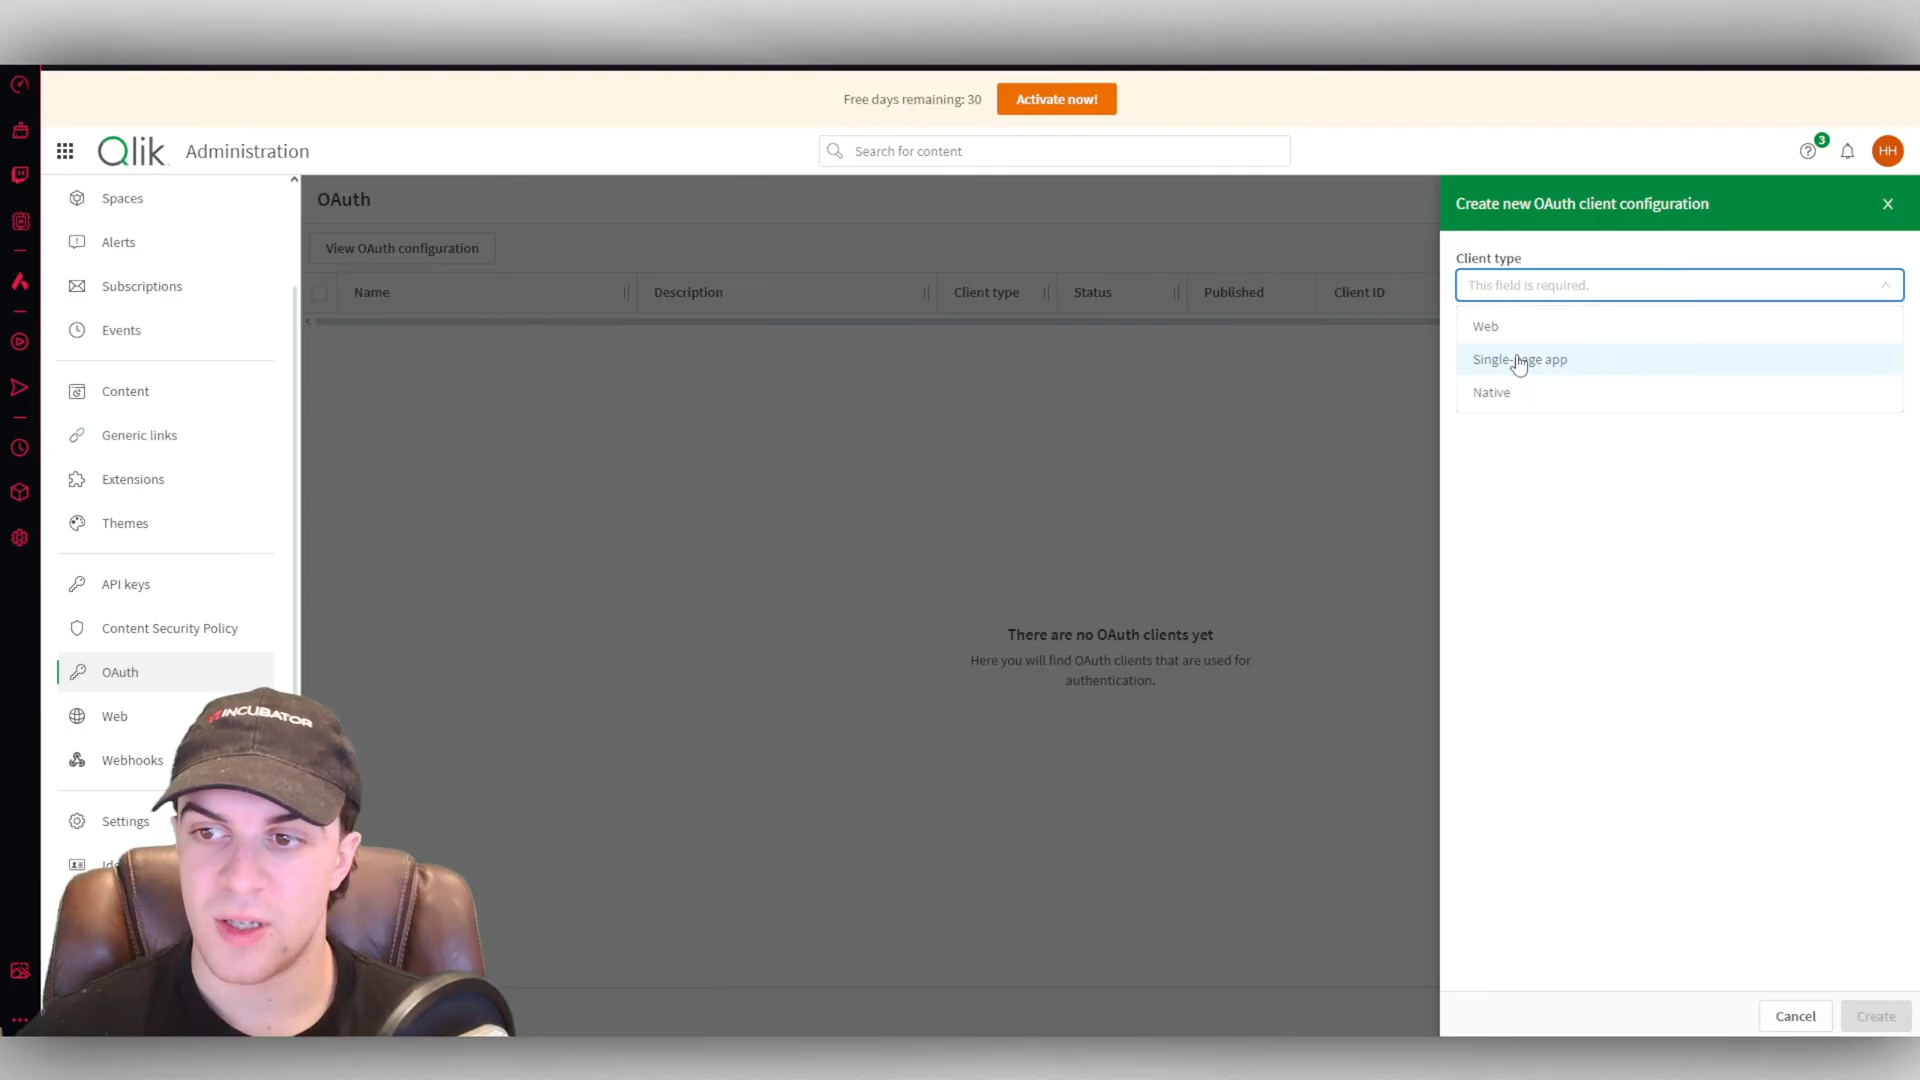 Free days remaining: 30
Activate now!
Qlik
Administration
Search for content
3
HH
Spaces
Alerts
Subscriptions
Events
Content
Generic links
Extensions
Themes
API keys
Content Security Policy
OAuth
Web
Webhooks
Settings
OAuth
View OAuth configuration
Name
Description
Client type
Status
Published
Client ID
There are no OAuth clients yet
Here you will find OAuth clients that are used for
authentication.
Create new OAuth client configuration
X
Client type
This field is required.
Web
Single-page app
Native
Cancel
Create
INCUBATOR